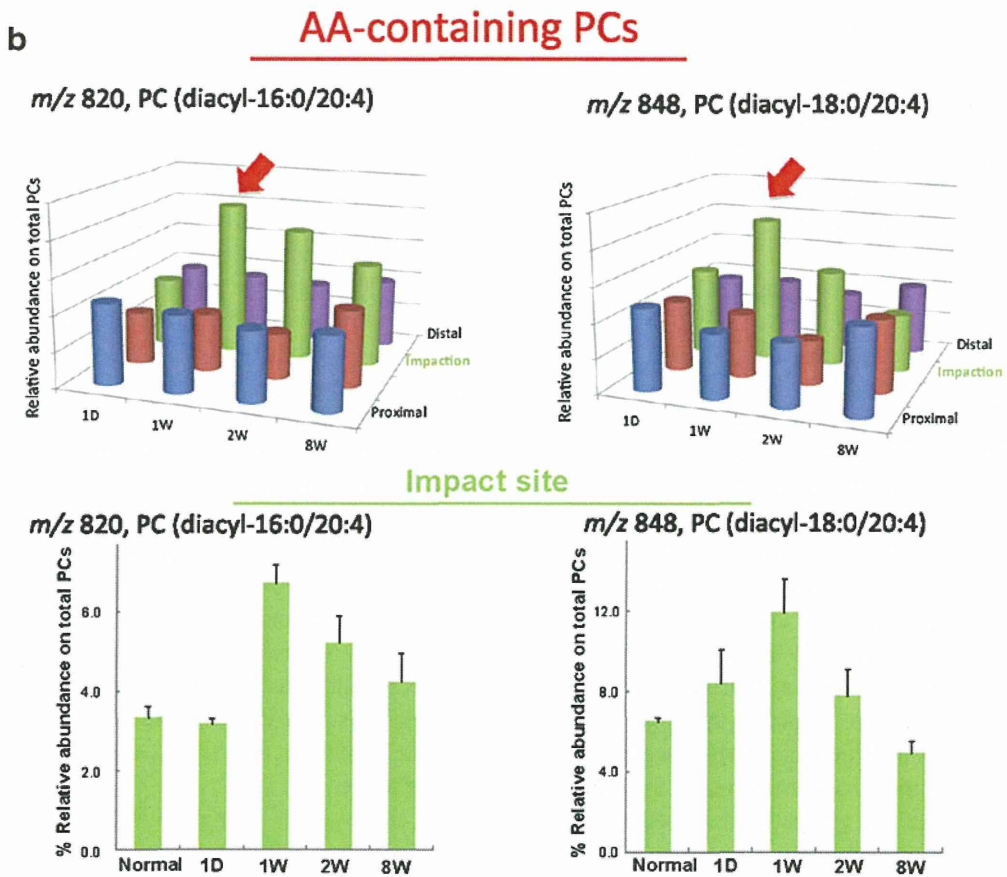 b
AA-containing PCs
m/z 820, PC (diacyl-16:0/20:4)
Relative abundance on total PCs
1D
1W
2W
8W
Distal
Impaction
Proximal
m/z 848, PC (diacyl-18:0/20:4)
Relative abundance on total PCs
1D
1W
2W
8W
Distal
Impaction
Proximal
Impact site
m/z 820, PC (diacyl-16:0/20:4)
% Relative abundance on total PCs
6.0
4.0
2.0
0.0
Normal 1D 1W 2W 8W
m/z 848, PC (diacyl-18:0/20:4)
% Relative abundance on total PCs
12.0
8.0
4.0
0.0
Normal 1D 1W 2W 8W